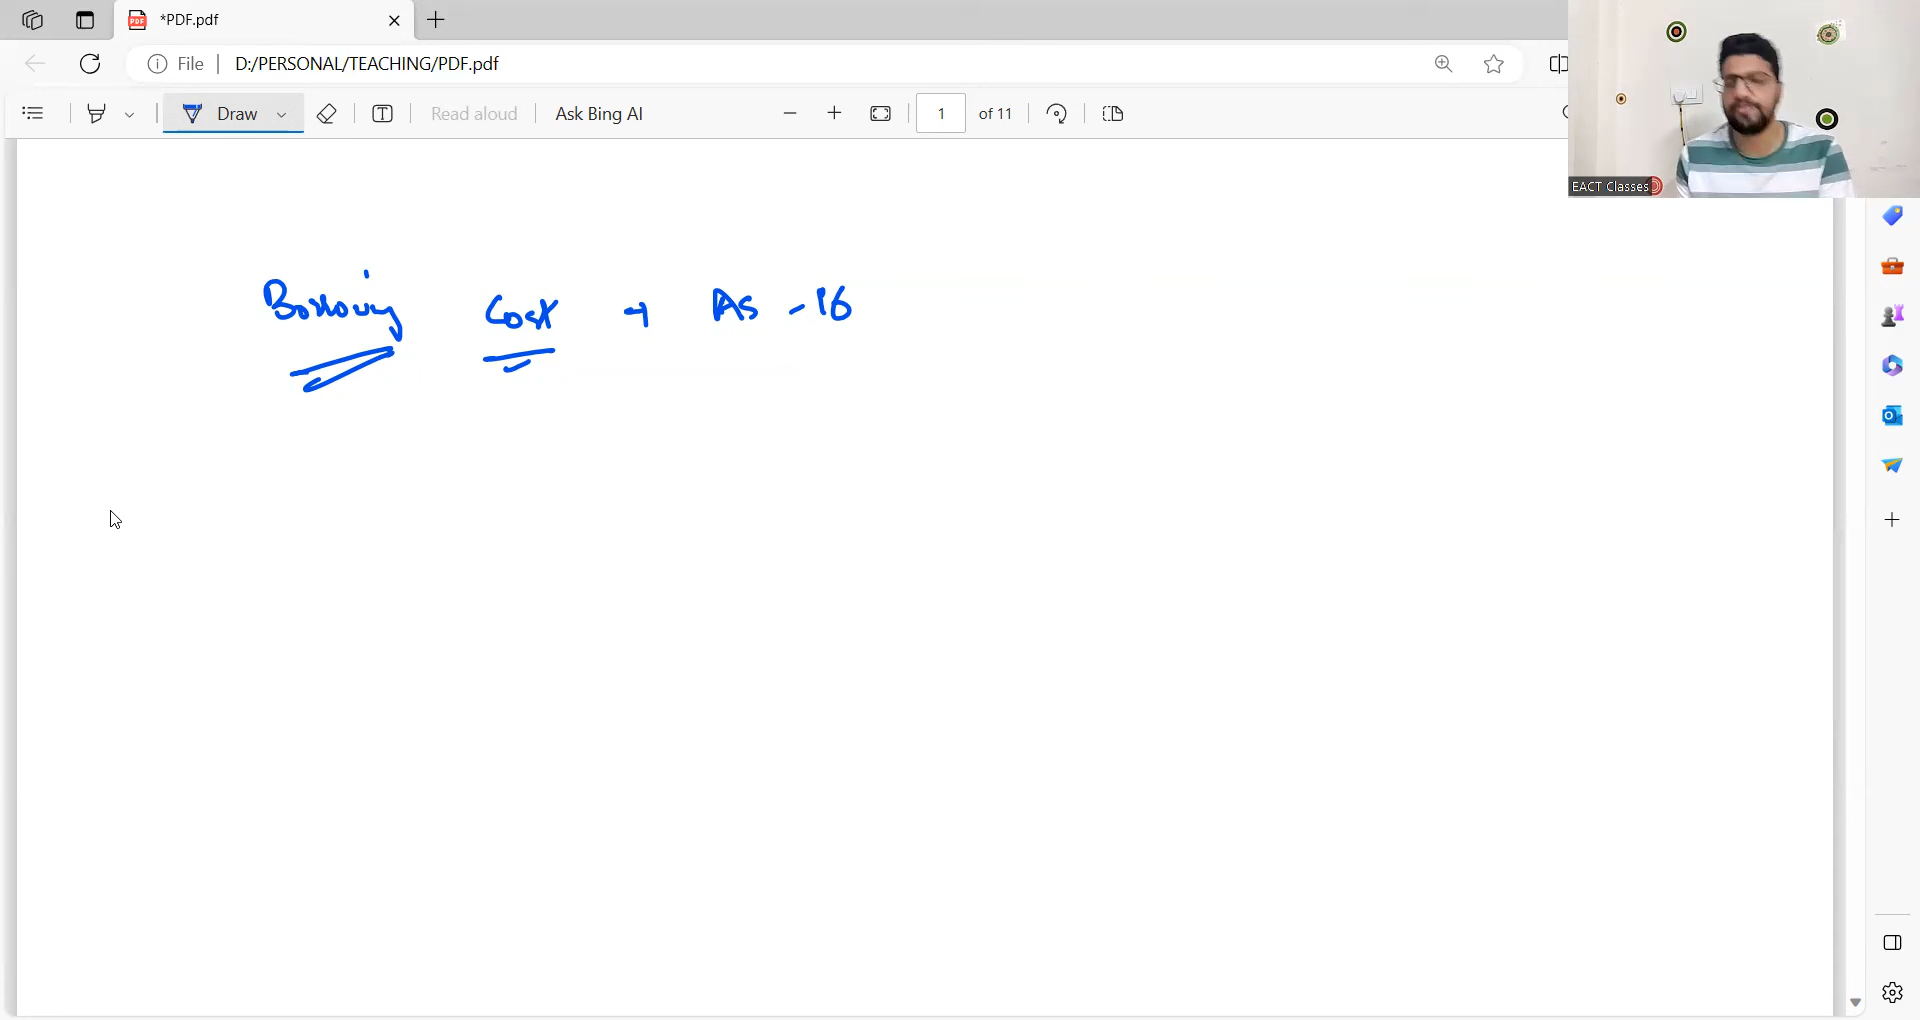 *PDF.pdf
File D:/PERSONAL/TEACHING/PDF.pdf
Draw Read aloud Ask Bing AI 1 of 11
EACT Classes
Borrowing Cost → AS - 16